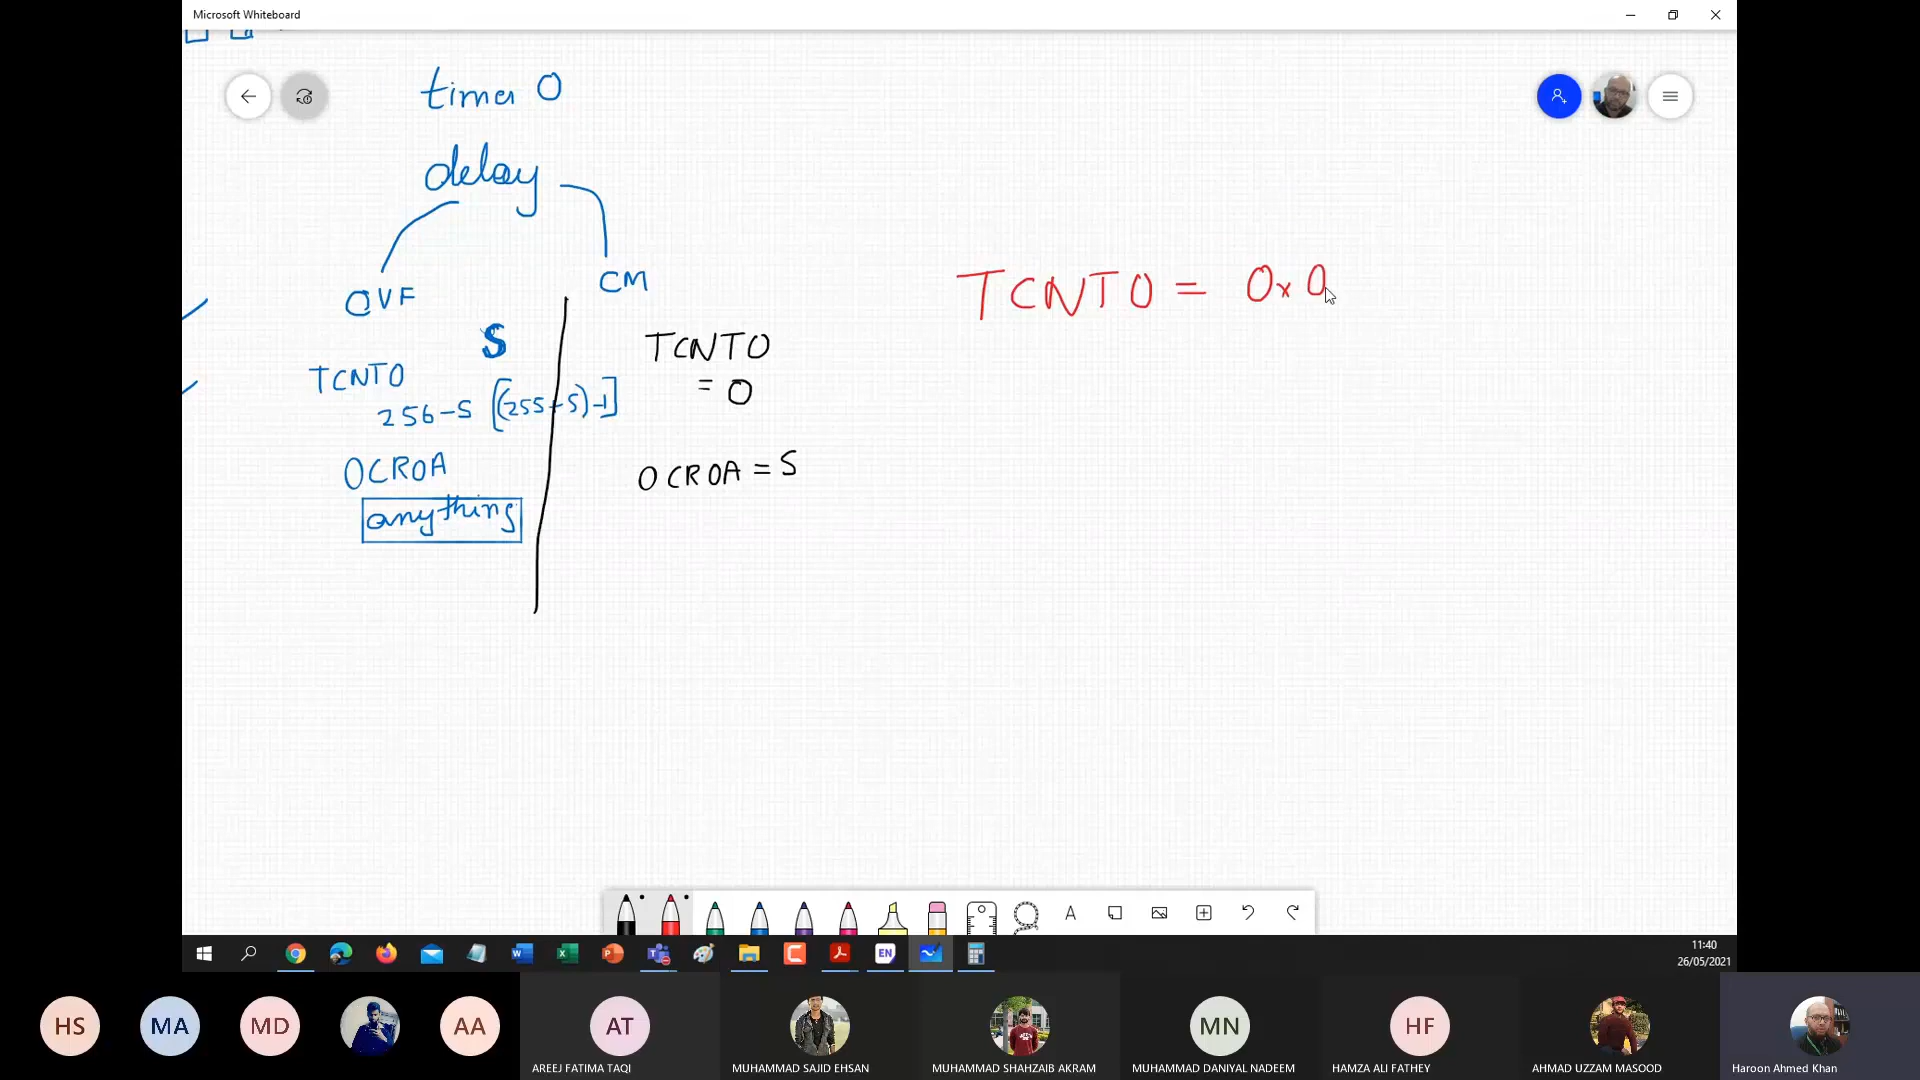 Microsoft Whiteboard
timer 0
delay
OVF
CM
S
TCNT0
256-S [(255-S)-1]
OCR0A
anything
TCNT0
= 0
OCR0A = S
TCNT0 = 0x0
A
EN
11:40
26/05/2021
HS
MA
MD
AA
AT
MN
HF
AREEJ FATIMA TAQI
MUHAMMAD SAJID EHSAN
MUHAMMAD SHAHZAIB AKRAM
MUHAMMAD DANIYAL NADEEM
HAMZA ALI FATHEY
AHMAD UZZAM MASOOD
Haroon Ahmed Khan